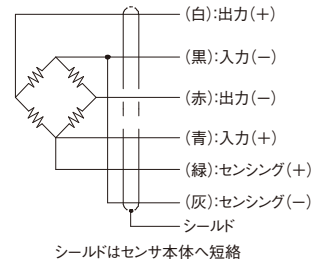 (白):出力(+)
(黒):入力(−)
(赤):出力(−)
(青):入力(+)
(緑):センシング(+)
(灰):センシング(−)
シールド
シールドはセンサ本体へ短絡